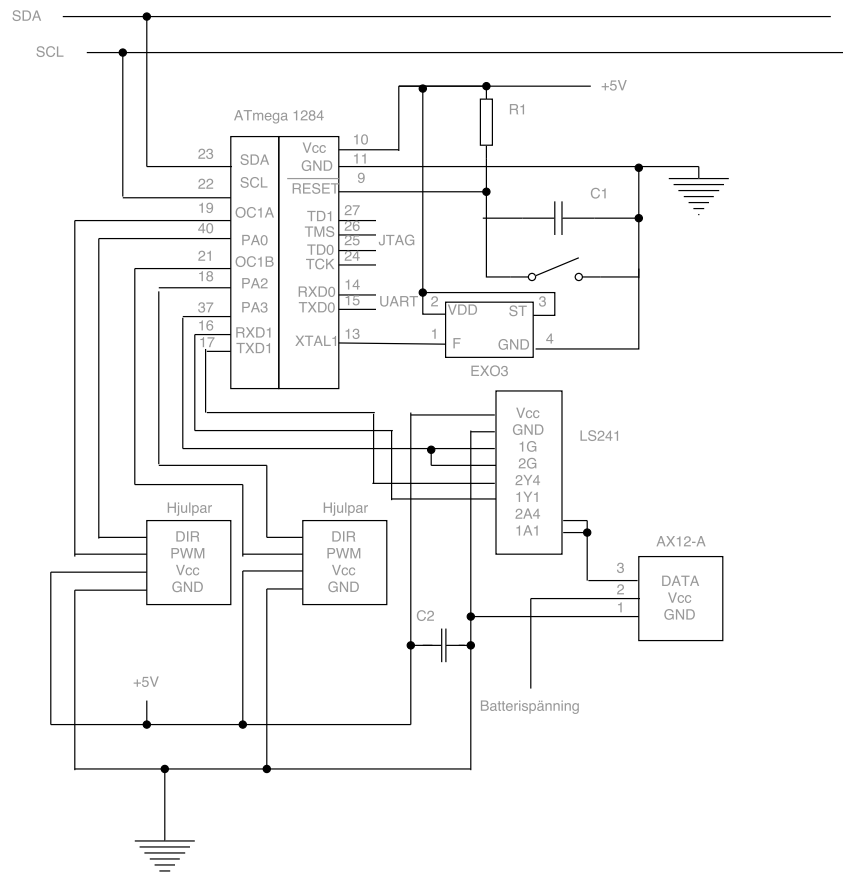 SDA
SCL
+5V
R1
ATmega 1284
10
Vcc
23
SDA
GND
11
22
SCL
RESET
9
C1
19
OC1A
TD1
27
40
PA0
TMS
26
JTAG
TD0
25
21
OC1B
TCK
24
18
PA2
RXD0
14
UART
2
VDD
ST
3
37
PA3
TXD0
15
16
RXD1
XTAL1
13
1
F
GND
4
17
TXD1
EXO3
Vcc
GND
LS241
1G
2G
2Y4
1Y1
2A4
1A1
Hjulpar
Hjulpar
DIR
PWM
Vcc
GND
DIR
PWM
Vcc
GND
AX12-A
3
DATA
2
Vcc
1
GND
C2
+5V
Batterispänning